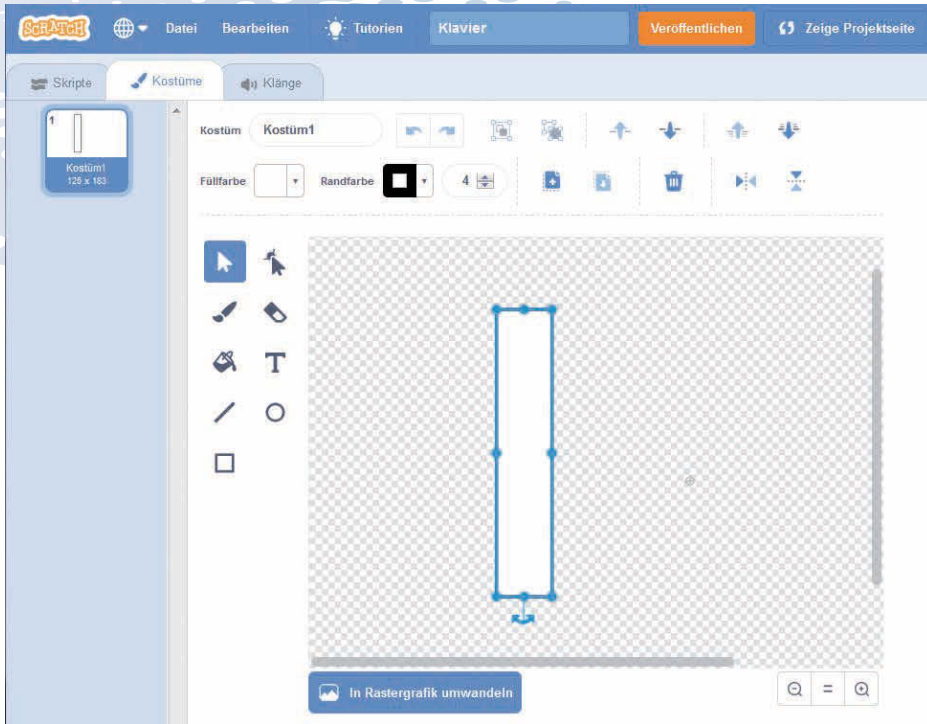 SCRATCH Datei Bearbeiten Tutorien Klavier Veröffentlichen Zeige Projektseite
Skripte Kostüme Klänge
1
Kostüm1
129 x 183
Kostüm Kostüm1
Füllfarbe Randfarbe 4
T
In Rastergrafik umwandeln